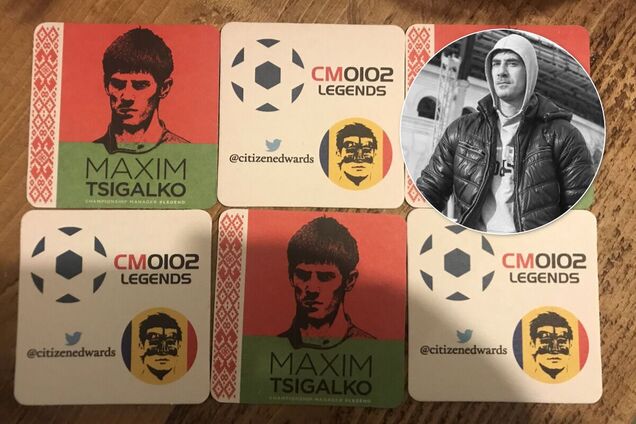 MAXIM
TSIGALKO
CHAMPIONSHIP MANAGER #LEGEND
CM0102
LEGENDS
@citizenedwards
CM0102
LEGENDS
@citizenedwards
MAXIM
TSIGALKO
CHAMPIONSHIP MANAGER #LEGEND
CM0102
LEGENDS
@citizenedwards